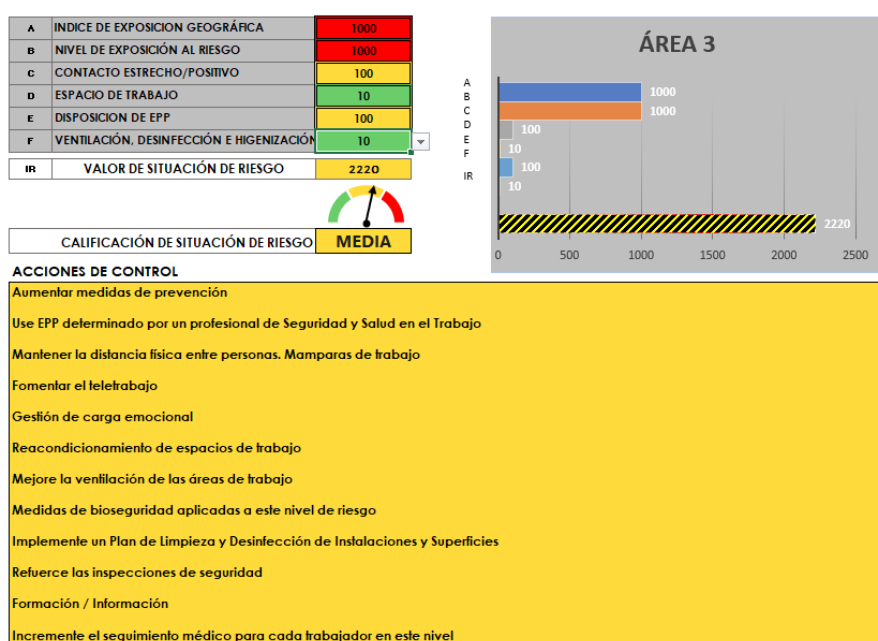 A INDICE DE EXPOSICION GEOGRÁFICA 1000
B NIVEL DE EXPOSICIÓN AL RIESGO 1000
C CONTACTO ESTRECHO/POSITIVO 100
D ESPACIO DE TRABAJO 10
E DISPOSICION DE EPP 100
F VENTILACIÓN, DESINFECCIÓN E HIGENIZACIÓN 10
IR VALOR DE SITUACIÓN DE RIESGO 2220
CALIFICACIÓN DE SITUACIÓN DE RIESGO MEDIA
ÁREA 3
A
B
C
D
E
F
IR
1000
1000
100
10
100
10
2220
0 500 1000 1500 2000 2500
ACCIONES DE CONTROL
Aumentar medidas de prevención
Use EPP determinado por un profesional de Seguridad y Salud en el Trabajo
Mantener la distancia física entre personas. Mamparas de trabajo
Fomentar el teletrabajo
Gestión de carga emocional
Reacondicionamiento de espacios de trabajo
Mejore la ventilación de las áreas de trabajo
Medidas de bioseguridad aplicadas a este nivel de riesgo
Implemente un Plan de Limpieza y Desinfección de Instalaciones y Superficies
Refuerce las inspecciones de seguridad
Formación / Información
Incremente el seguimiento médico para cada trabajador en este nivel